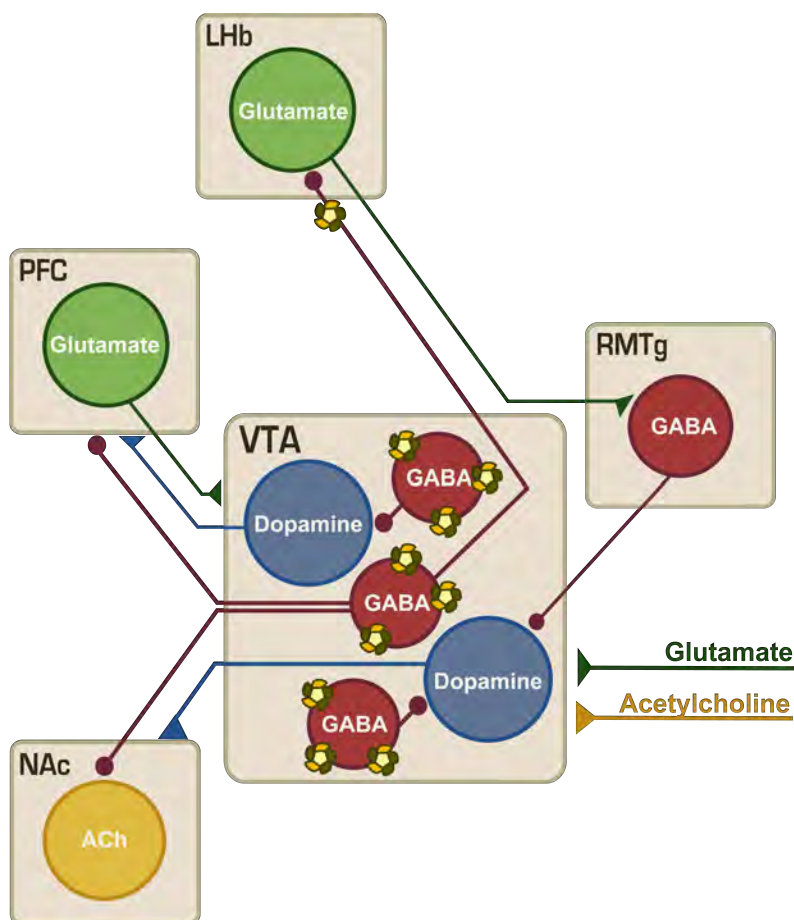 LHb
Glutamate
PFC
Glutamate
RMTg
GABA
VTA
GABA
Dopamine
GABA
Dopamine
GABA
Glutamate
Acetylcholine
NAc
ACh